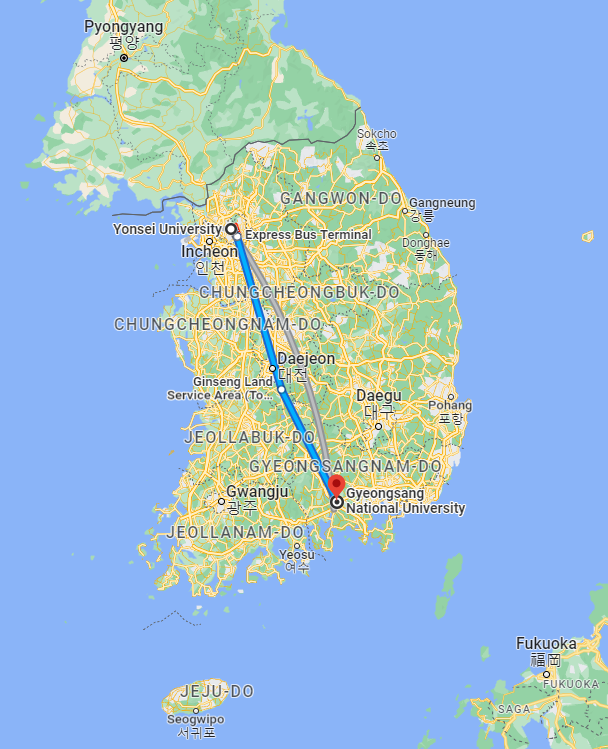 Pyongyang
평양
Sokcho
속초
GANGWON-DO
Gangneung
강릉
Yonsei University
Express Bus Terminal
Donghae
동해
Incheon
인천
CHUNGCHEONGBUK-DO
CHUNGCHEONGNAM-DO
Daejeon
대전
Ginseng Land
Service Area (To...
Daegu
대구
Pohang
포항
JEOLLABUK-DO
GYEONGSANGNAM-DO
Gwangju
광주
Gyeongsang
National University
JEOLLANAM-DO
Yeosu
여수
Fukuoka
福岡
FUKUOKA
SAGA
JEJU-DO
Seogwipo
서귀포